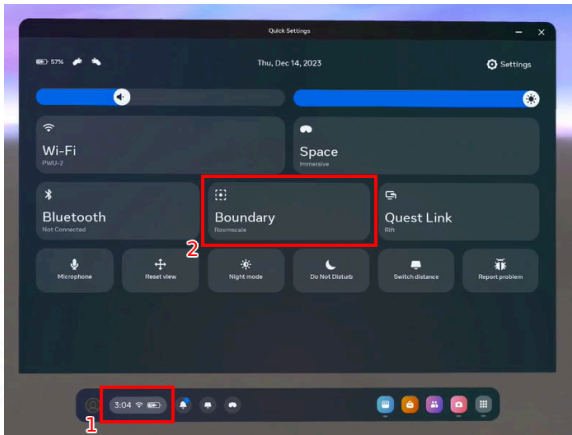 Quick Settings
57%
Thu, Dec 14, 2023
Settings
Wi-Fi
PWU-2
Space
Immersive
Bluetooth
Not Connected
Boundary
Roomscale
Quest Link
Rift
2
Microphone
Reset view
Night mode
Do Not Disturb
Switch distance
Report problem
3:04
1